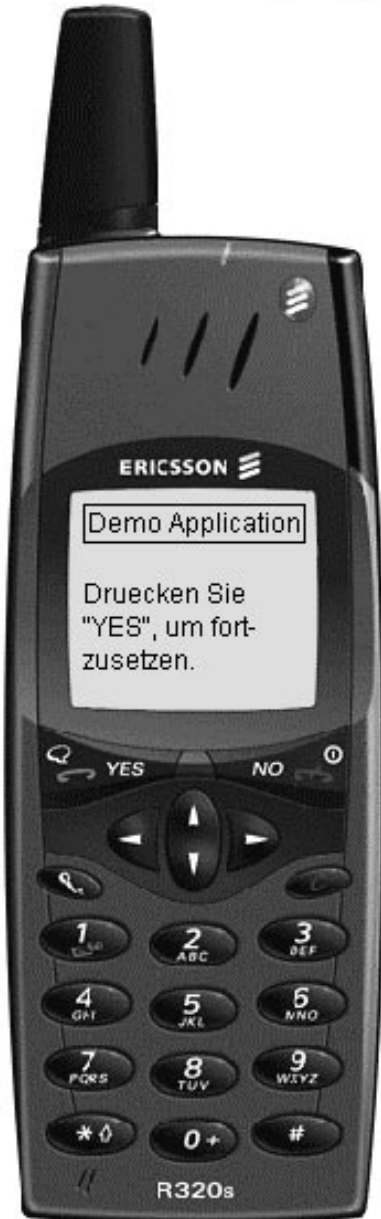 ERICSSON
Demo Application
Druecken Sie
"YES", um fort-
zusetzen.
YES NO
1 2 3
ABC DEF
4 5 6
GHI JKL MNO
7 8 9
PQRS TUV WXYZ
* 0+ #
R320s